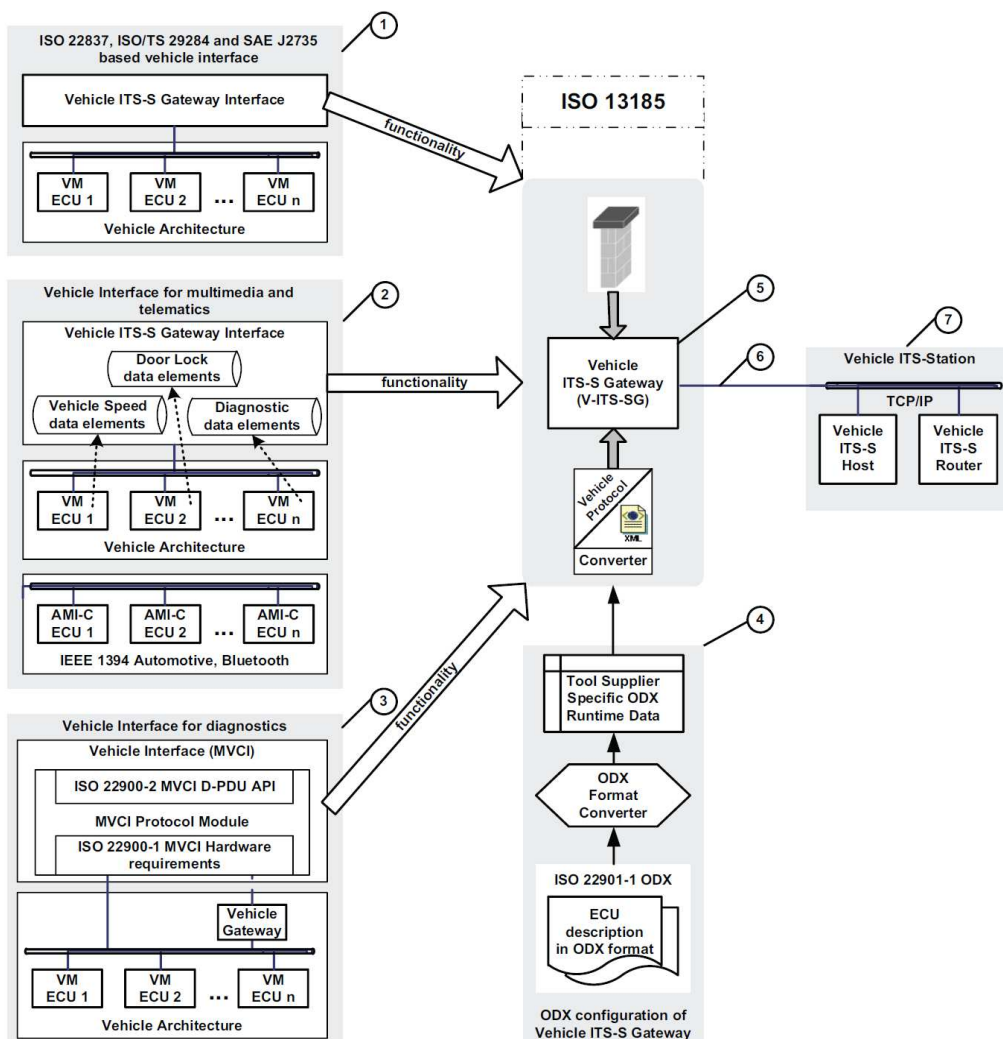 ISO 22837, ISO/TS 29284 and SAE J2735
based vehicle interface
1
Vehicle ITS-S Gateway Interface
VM
ECU 1
VM
ECU 2
...
VM
ECU n
Vehicle Architecture
functionality
Vehicle Interface for multimedia and
telematics
2
Vehicle ITS-S Gateway Interface
Door Lock
data elements
Vehicle Speed
data elements
Diagnostic
data elements
VM
ECU 1
VM
ECU 2
...
VM
ECU n
Vehicle Architecture
AMI-C
ECU 1
AMI-C
ECU 2
...
AMI-C
ECU n
IEEE 1394 Automotive, Bluetooth
functionality
Vehicle Interface for diagnostics
3
Vehicle Interface (MVCI)
ISO 22900-2 MVCI D-PDU API
MVCI Protocol Module
ISO 22900-1 MVCI Hardware
requirements
Vehicle
Gateway
VM
ECU 1
VM
ECU 2
...
VM
ECU n
Vehicle Architecture
functionality
ISO 13185
5
Vehicle
ITS-S Gateway
(V-ITS-SG)
Vehicle
Protocol
XML
Converter
4
Tool Supplier
Specific ODX
Runtime Data
ODX
Format
Converter
ISO 22901-1 ODX
ECU
description
in ODX format
ODX configuration of
Vehicle ITS-S Gateway
6
7
Vehicle ITS-Station
TCP/IP
Vehicle
ITS-S
Host
Vehicle
ITS-S
Router